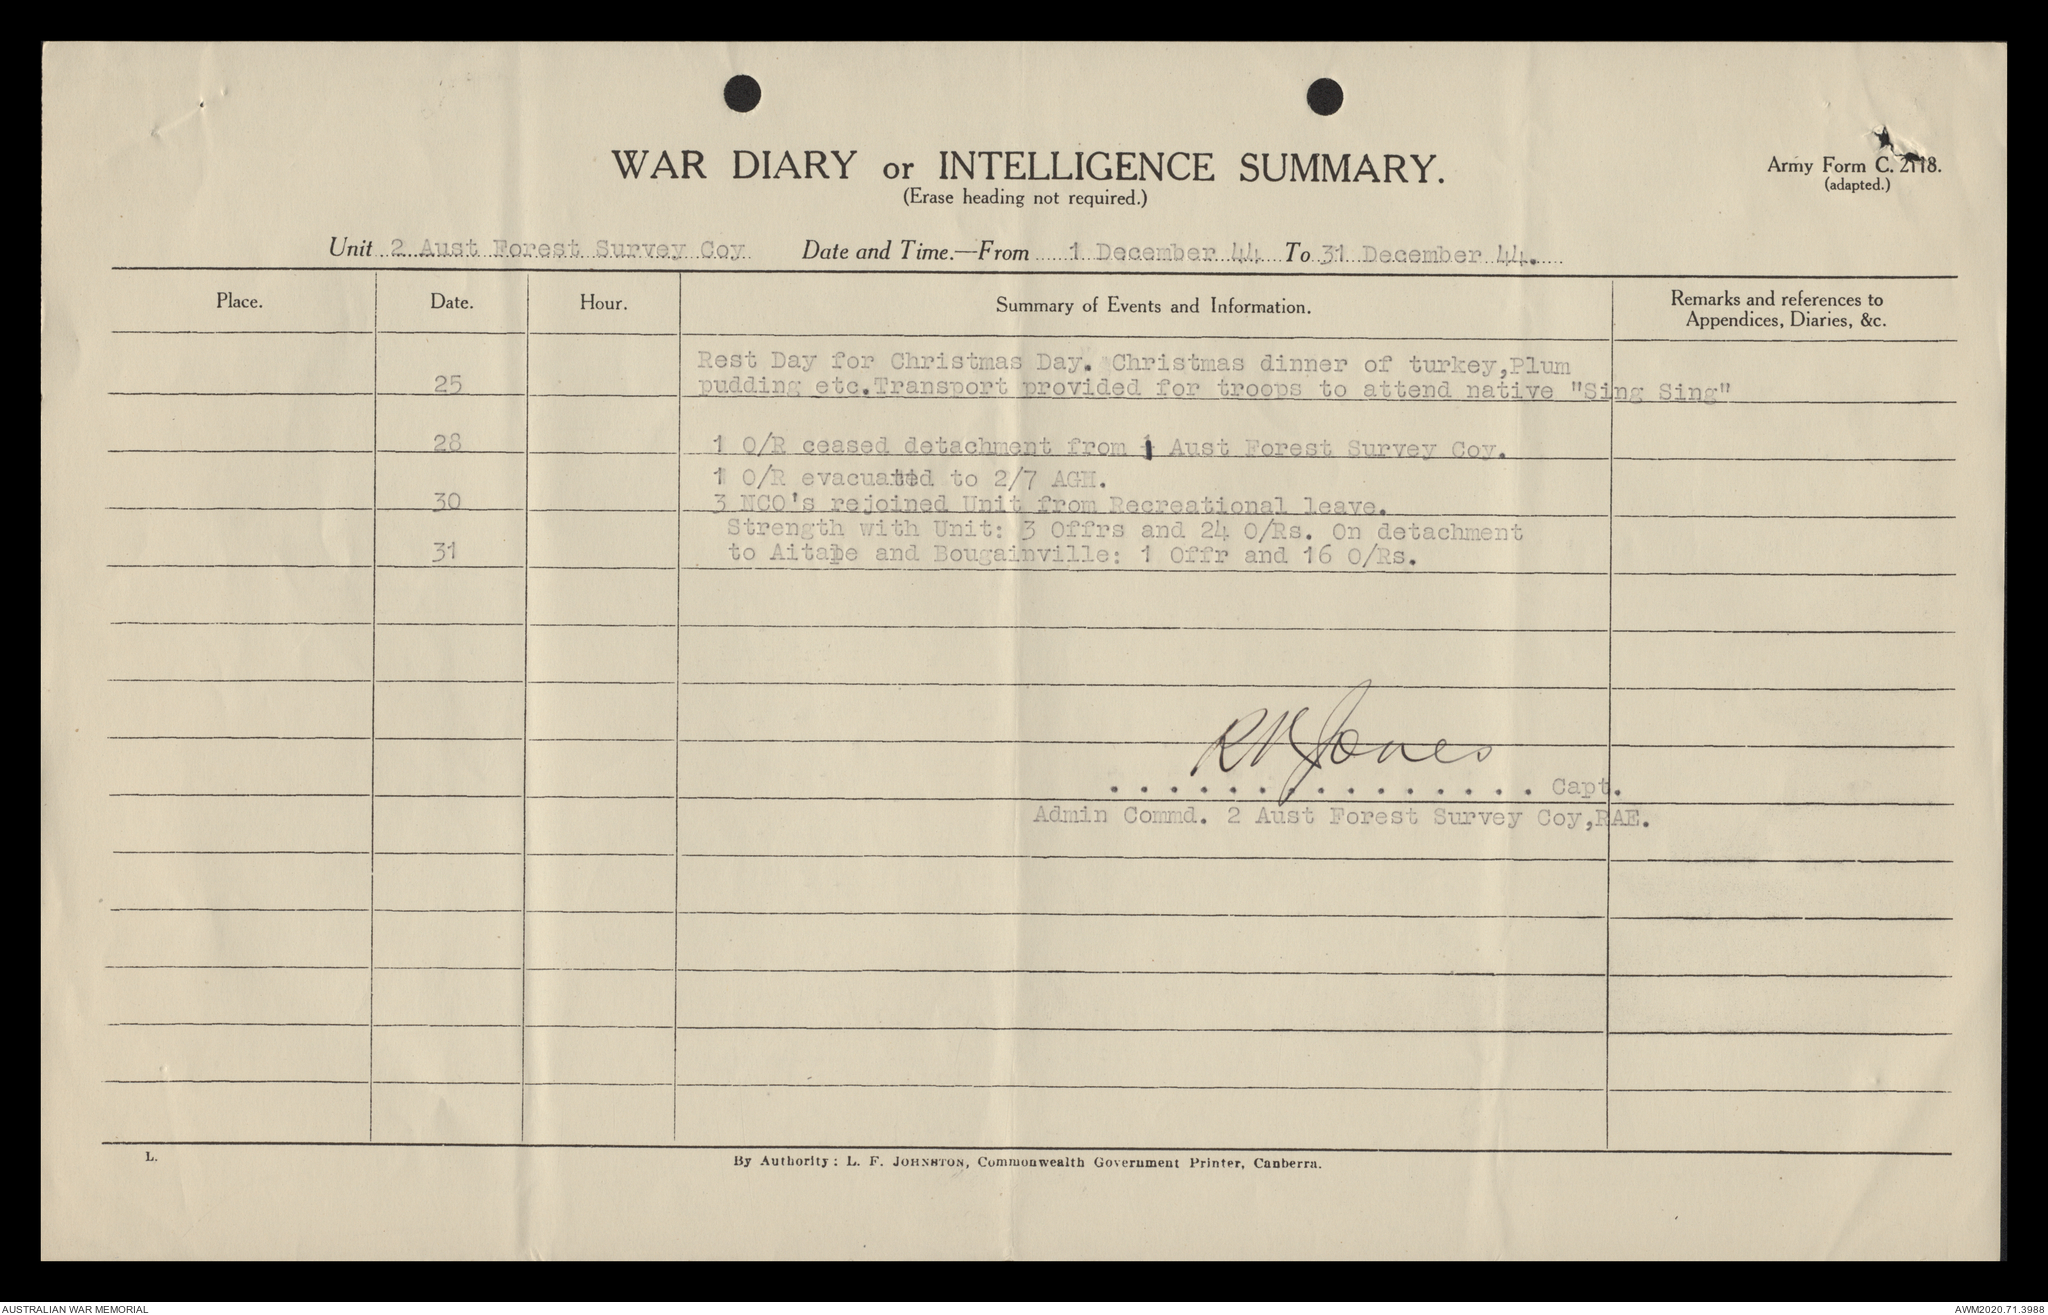 WAR DIARY or INTELLIGENCE SUMMARY.
(Erase heading not required.)
Army Form C. 2118.
(adapted.)
Unit 2 Aust Forest Survey Coy Date and Time.—From 1 December 44 To 31 December 44.
Place. Date. Hour. Summary of Events and Information. Remarks and references to
Appendices, Diaries, &c.
Rest Day for Christmas Day. Christmas dinner of turkey,Plum
25 pudding etc.Transport provided for troops to attend native "Sing Sing"
28 1 O/R ceased detachment from 1 Aust Forest Survey Coy.
1 O/R evacuated to 2/7 AGH.
30 3 NCO's rejoined Unit from Recreational leave.
Strength with Unit: 3 Offrs and 24 O/Rs. On detachment
31 to Aitape and Bougainville: 1 Offr and 16 O/Rs.
Jones
. . . . . . . . . . . . . . . Capt.
Admin Commd. 2 Aust Forest Survey Coy,RAE.
L.
By Authority: L. F. JOHNSTON, Commonwealth Government Printer, Canberra.
AUSTRALIAN WAR MEMORIAL
AWM2020.71.3988